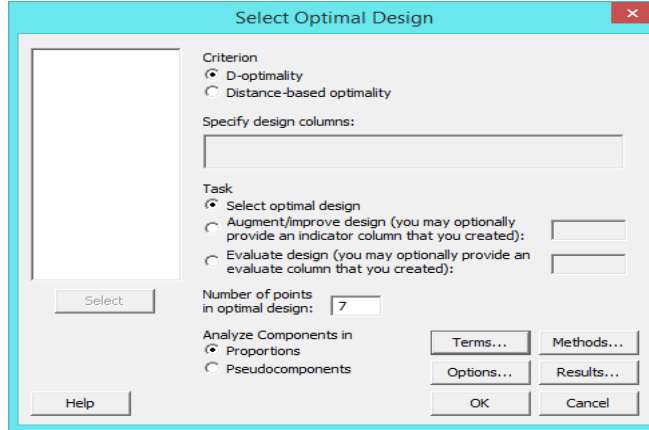 Select Optimal Design
Criterion
D-optimality
Distance-based optimality
Specify design columns:
Task
Select optimal design
Augment/improve design (you may optionally
provide an indicator column that you created):
Evaluate design (you may optionally provide an
evaluate column that you created):
Select
Number of points
in optimal design: 7
Analyze Components in
Proportions
Pseudocomponents
Terms... Methods...
Options... Results...
Help OK Cancel